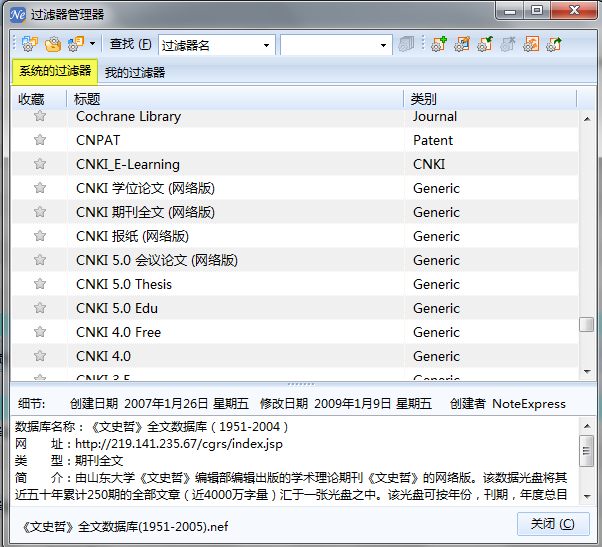 Ne 过滤器管理器
查找 (F) 过滤器名
系统的过滤器 我的过滤器
收藏 标题 类别
Cochrane Library Journal
CNPAT Patent
CNKI_E-Learning CNKI
CNKI 学位论文 (网络版) Generic
CNKI 期刊全文 (网络版) Generic
CNKI 报纸 (网络版) Generic
CNKI 5.0 会议论文 (网络版) Generic
CNKI 5.0 Thesis Generic
CNKI 5.0 Edu Generic
CNKI 4.0 Free Generic
CNKI 4.0 Generic
CNKI 3.5 Generic
细节: 创建日期 2007年1月26日 星期五 修改日期 2009年1月9日 星期五 创建者 NoteExpress
数据库名称：《文史哲》全文数据库（1951-2004）
网 址：http://219.141.235.67/cgrs/index.jsp
类 型：期刊全文
简 介：由山东大学《文史哲》编辑部编辑出版的学术理论期刊《文史哲》的网络版。该数据光盘将其
近五十年累计250期的全部文章（近4000万字量）汇于一张光盘之中。该光盘可按年份，刊期，年度总目
《文史哲》全文数据库(1951-2005).nef 关闭 (C)